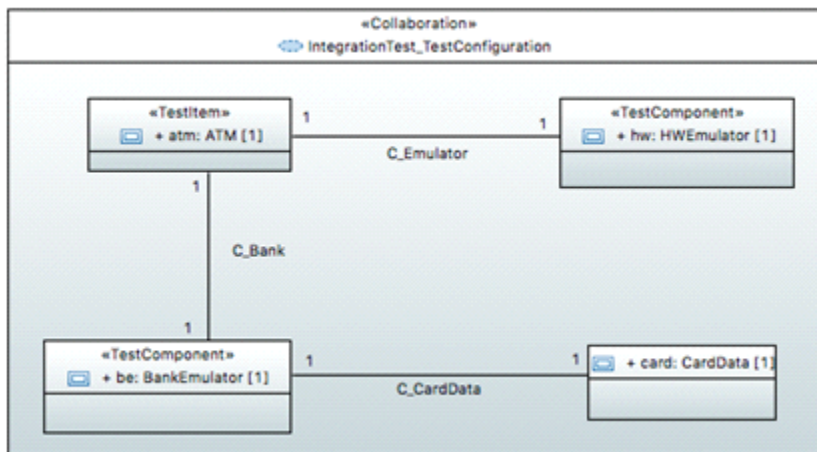 «Collaboration»
IntegrationTest_TestConfiguration
«TestItem»
+ atm: ATM [1]
1
1
C_Emulator
«TestComponent»
+ hw: HWEmulator [1]
1
C_Bank
1
«TestComponent»
+ be: BankEmulator [1]
1
1
C_CardData
+ card: CardData [1]